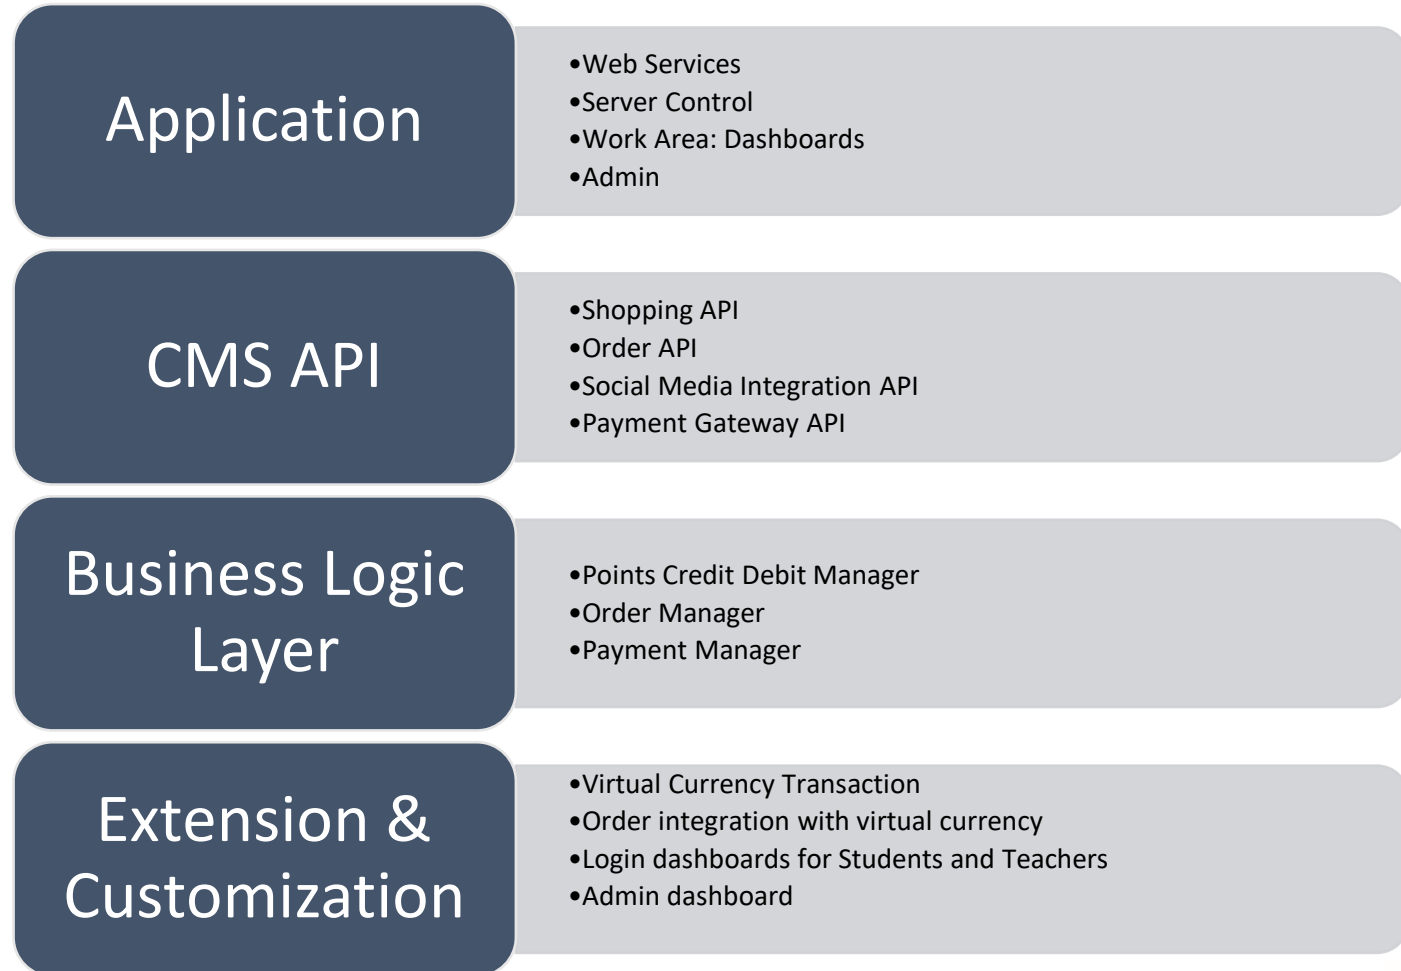 Application
•Web Services
•Server Control
•Work Area: Dashboards
•Admin
CMS API
•Shopping API
•Order API
•Social Media Integration API
•Payment Gateway API
Business Logic
Layer
•Points Credit Debit Manager
•Order Manager
•Payment Manager
Extension &
Customization
•Virtual Currency Transaction
•Order integration with virtual currency
•Login dashboards for Students and Teachers
•Admin dashboard